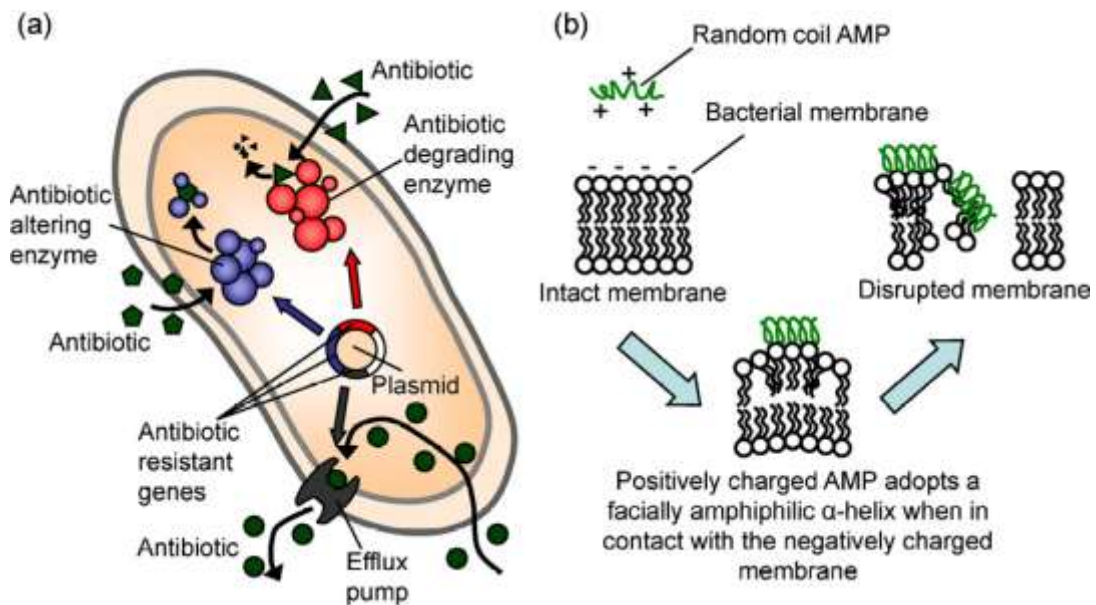 (a)
Antibiotic
Antibiotic
degrading
enzyme
Antibiotic
altering
enzyme
Antibiotic
Plasmid
Antibiotic
resistant
genes
Antibiotic
Efflux
pump
(b)
Random coil AMP
+
+ +
Bacterial membrane
- - - -
Intact membrane
Disrupted membrane
Positively charged AMP adopts a
facially amphiphilic α-helix when in
contact with the negatively charged
membrane